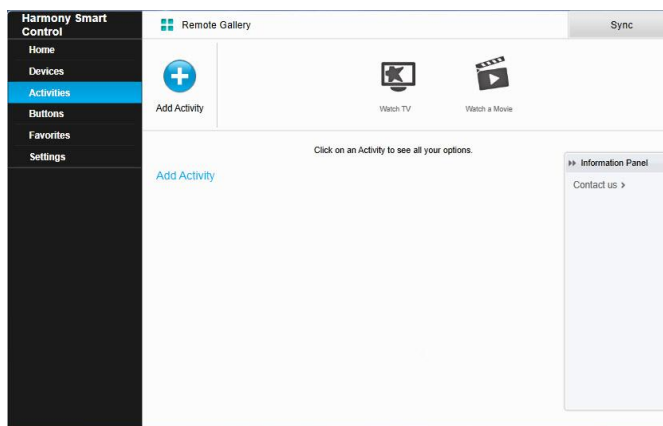 Harmony Smart
Control
Home
Devices
Activities
Buttons
Favorites
Settings
Remote Gallery
Sync
Add Activity
Watch TV
Watch a Movie
Click on an Activity to see all your options.
Add Activity
Information Panel
Contact us >